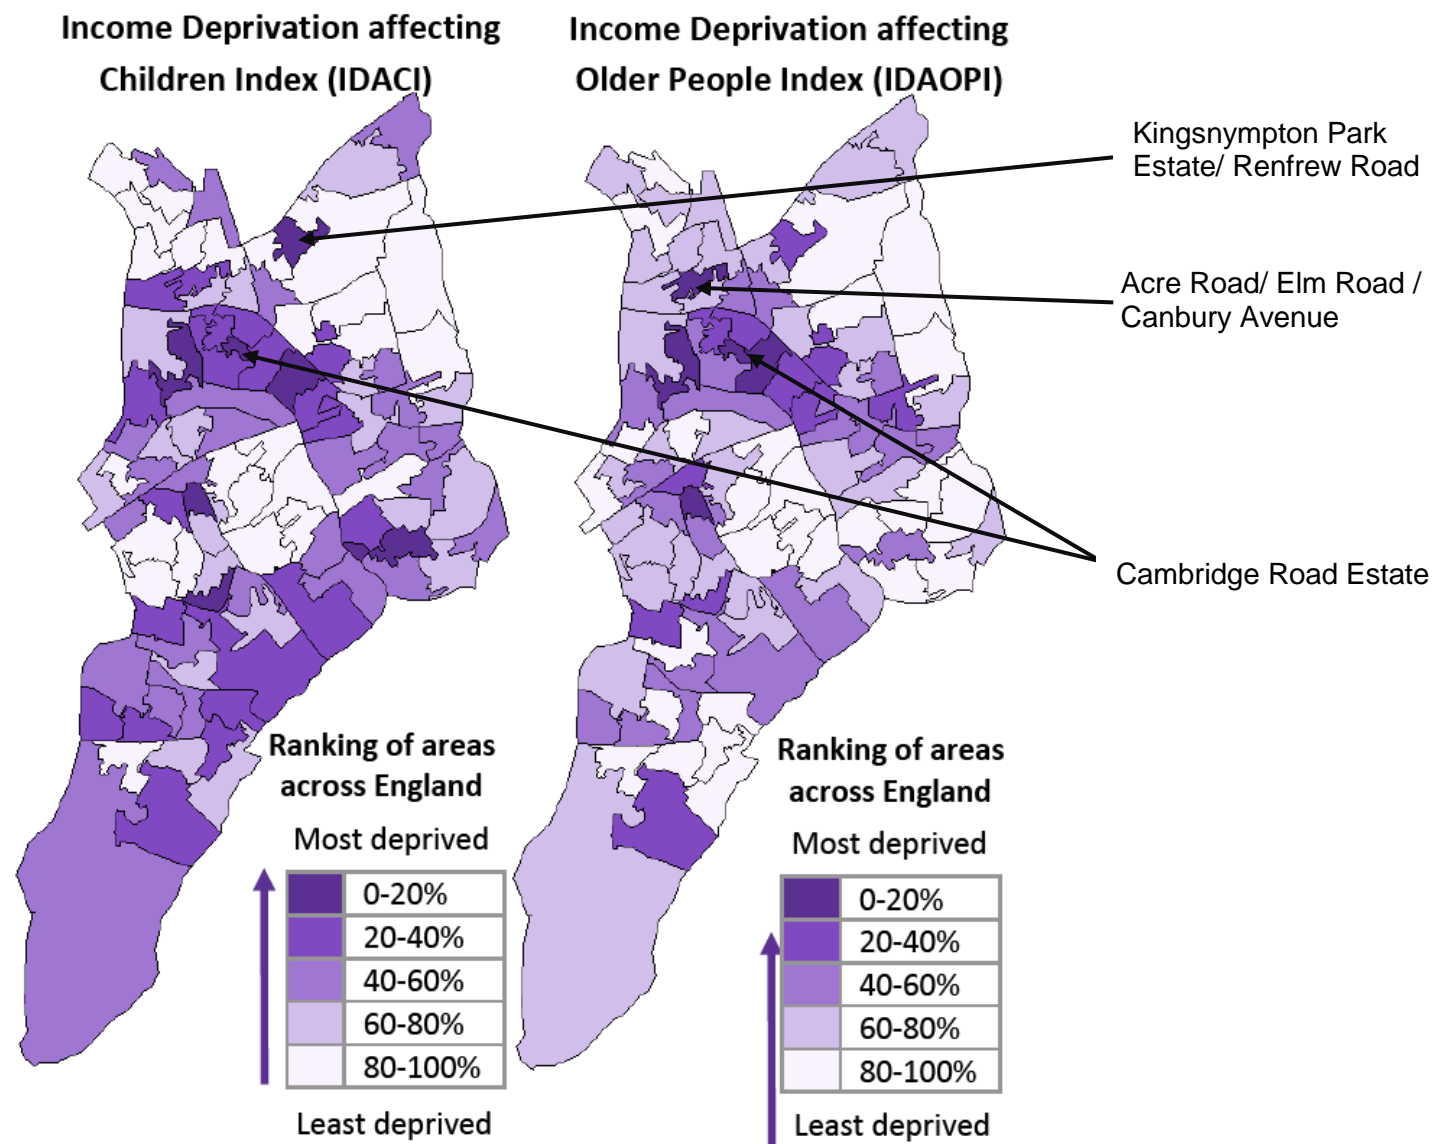 Income Deprivation affecting
Children Index (IDACI)
Income Deprivation affecting
Older People Index (IDAOPI)
Kingsnympton Park
Estate/ Renfrew Road
Acre Road/ Elm Road /
Canbury Avenue
Cambridge Road Estate
Ranking of areas
across England
Most deprived
0-20%
20-40%
40-60%
60-80%
80-100%
Least deprived
Ranking of areas
across England
Most deprived
0-20%
20-40%
40-60%
60-80%
80-100%
Least deprived